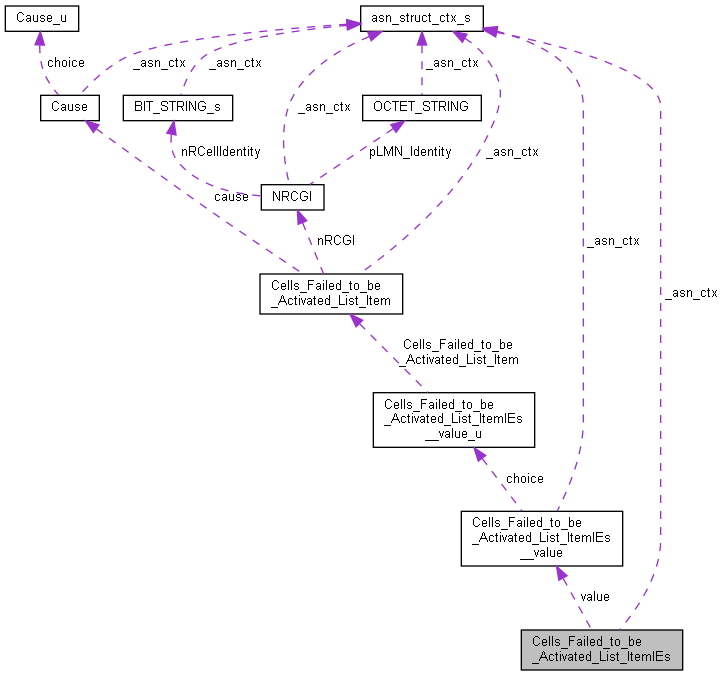 Cause_u
asn_struct_ctx_s
choice
_asn_ctx
_asn_ctx
_asn_ctx
Cause
BIT_STRING_s
OCTET_STRING
_asn_ctx
nRCellIdentity
pLMN_Identity
_asn_ctx
cause
NRCGI
nRCGI
_asn_ctx
Cells_Failed_to_be
_Activated_List_Item
_asn_ctx
Cells_Failed_to_be
_Activated_List_Item
Cells_Failed_to_be
_Activated_List_ItemIEs
__value_u
choice
Cells_Failed_to_be
_Activated_List_ItemIEs
__value
value
Cells_Failed_to_be
_Activated_List_ItemIEs